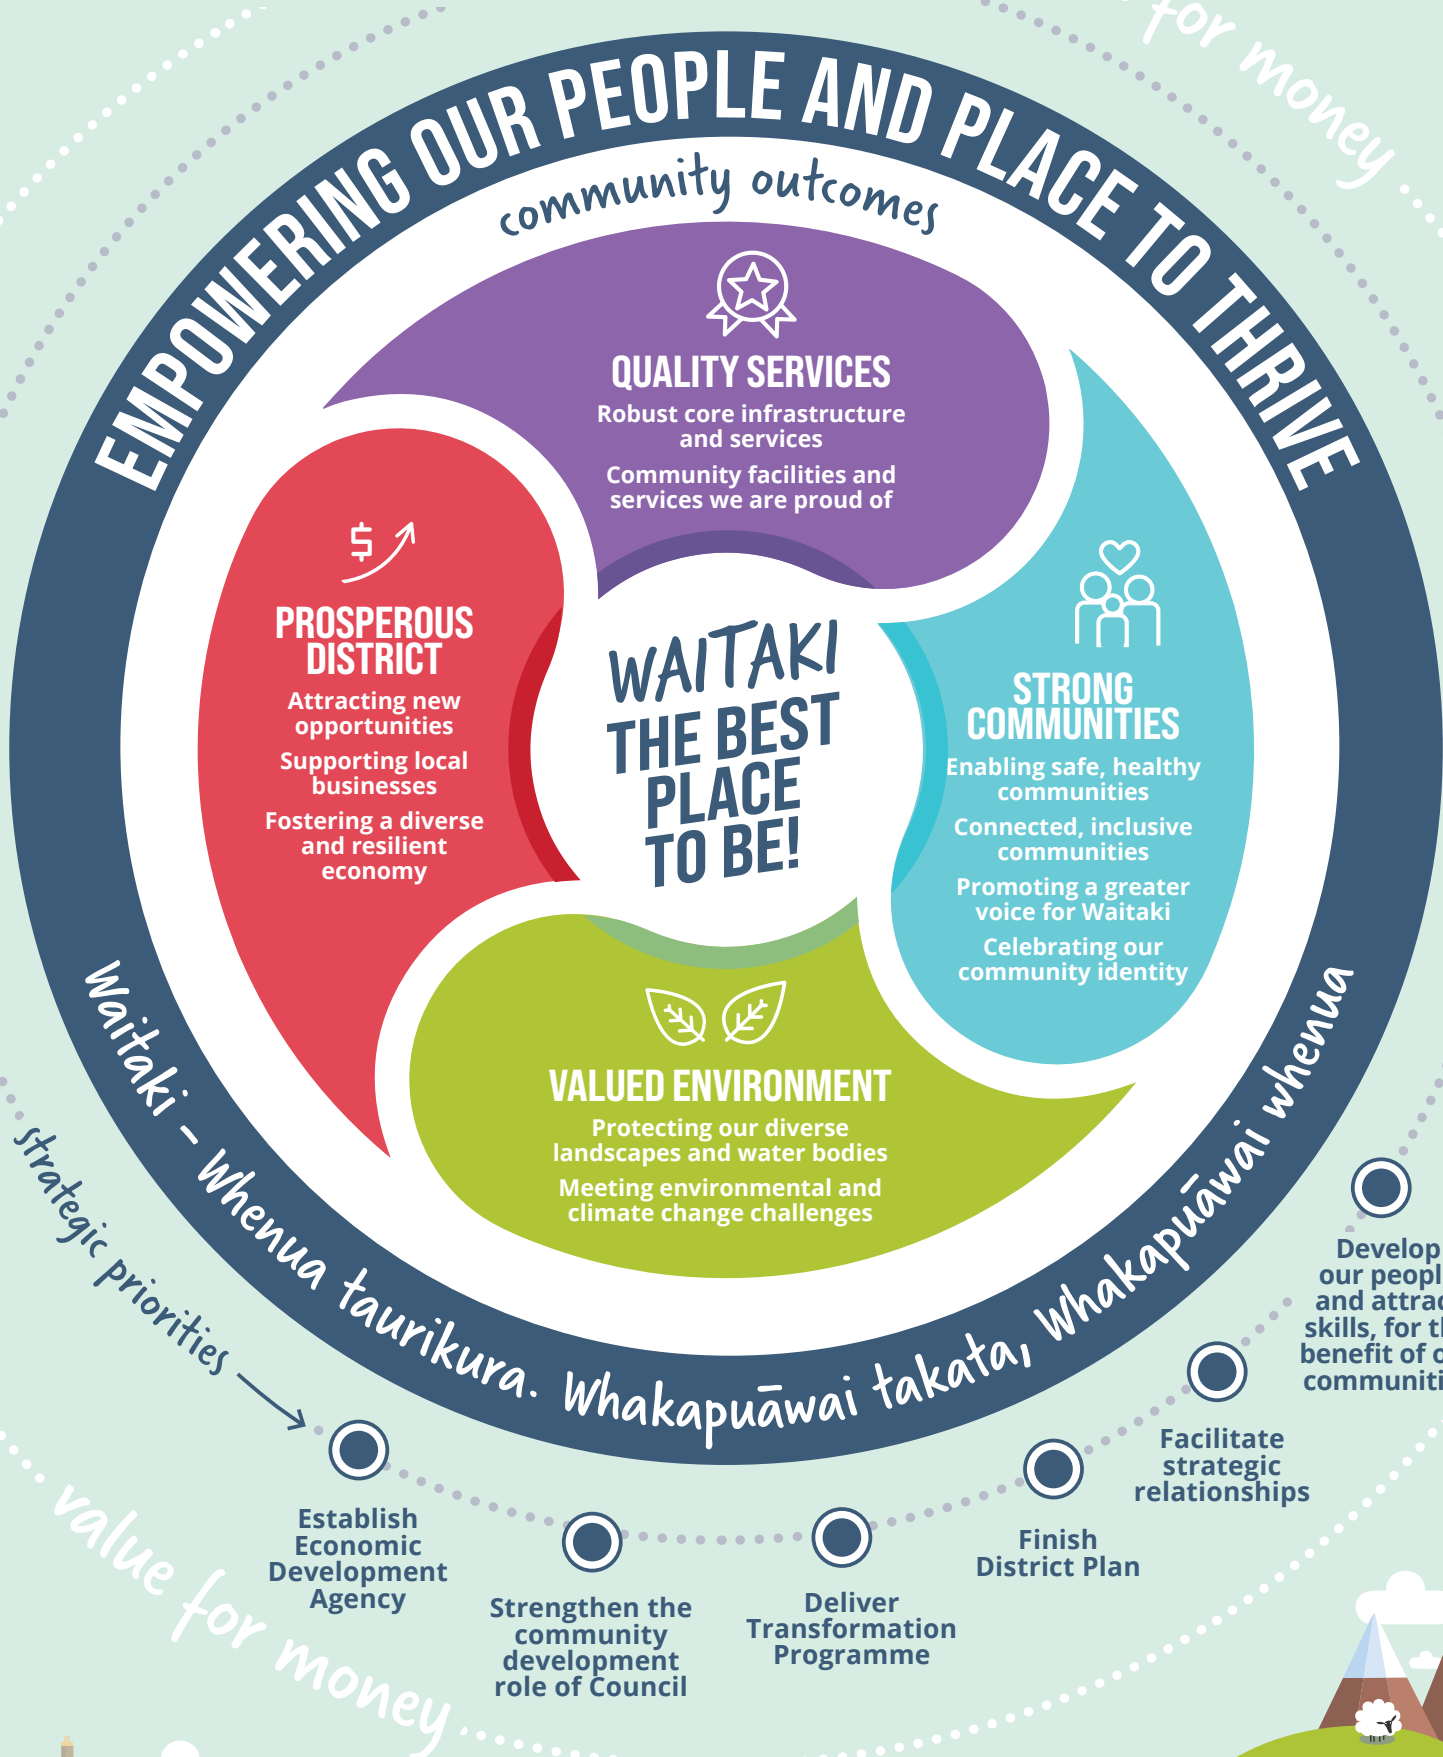 for money
EMPOWERING OUR PEOPLE AND PLACE TO THRIVE
community outcomes
QUALITY SERVICES
Robust core infrastructure
and services
Community facilities and
services we are proud of
PROSPEROUS
DISTRICT
Attracting new
opportunities
Supporting local
businesses
Fostering a diverse
and resilient
economy
WAITAKI
THE BEST
PLACE
TO BE!
STRONG
COMMUNITIES
Enabling safe, healthy
communities
Connected, inclusive
communities
Promoting a greater
voice for Waitaki
Celebrating our
community identity
VALUED ENVIRONMENT
Protecting our diverse
landscapes and water bodies
Meeting environmental and
climate change challenges
Waitaki - Whenua taurikura. Whakapuāwai takata, Whakapuāwai whenua
strategic priorities
Establish
Economic
Development
Agency
Strengthen the
community
development
role of Council
Deliver
Transformation
Programme
Finish
District Plan
Facilitate
strategic
relationships
Develop
our peopl
and attrac
skills, for t
benefit of o
communiti
value for money